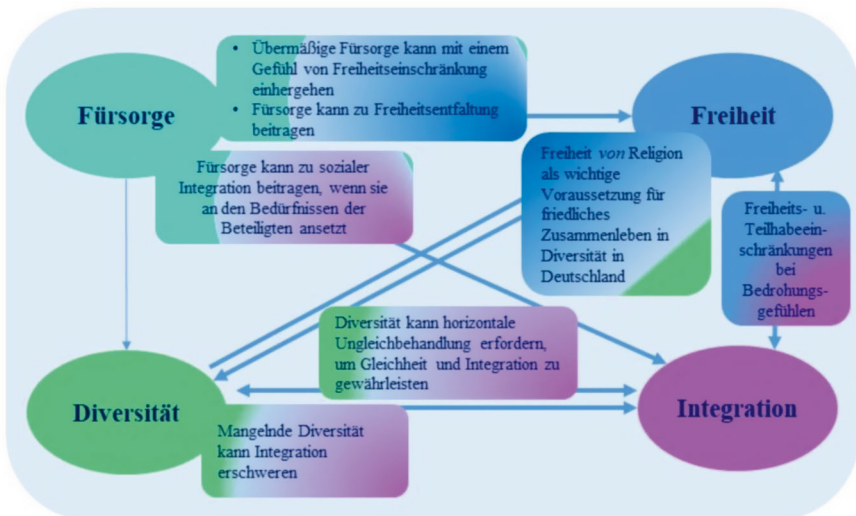 • Übermäßige Fürsorge kann mit einem
Gefühl von Freiheitseinschränkung
einhergehen
• Fürsorge kann zu Freiheitsentfaltung
beitragen
Fürsorge
Freiheit
Fürsorge kann zu sozialer
Integration beitragen, wenn sie
an den Bedürfnissen der
Beteiligten ansetzt
Freiheit von Religion
als wichtige
Voraussetzung für
friedliches
Zusammenleben in
Diversität in
Deutschland
Freiheits- u.
Teilhabeein-
schränkungen
bei
Bedrohungs-
gefühlen
Diversität kann horizontale
Ungleichbehandlung erfordern,
um Gleichheit und Integration zu
gewährleisten
Diversität
Integration
Mangelnde Diversität
kann Integration
erschweren